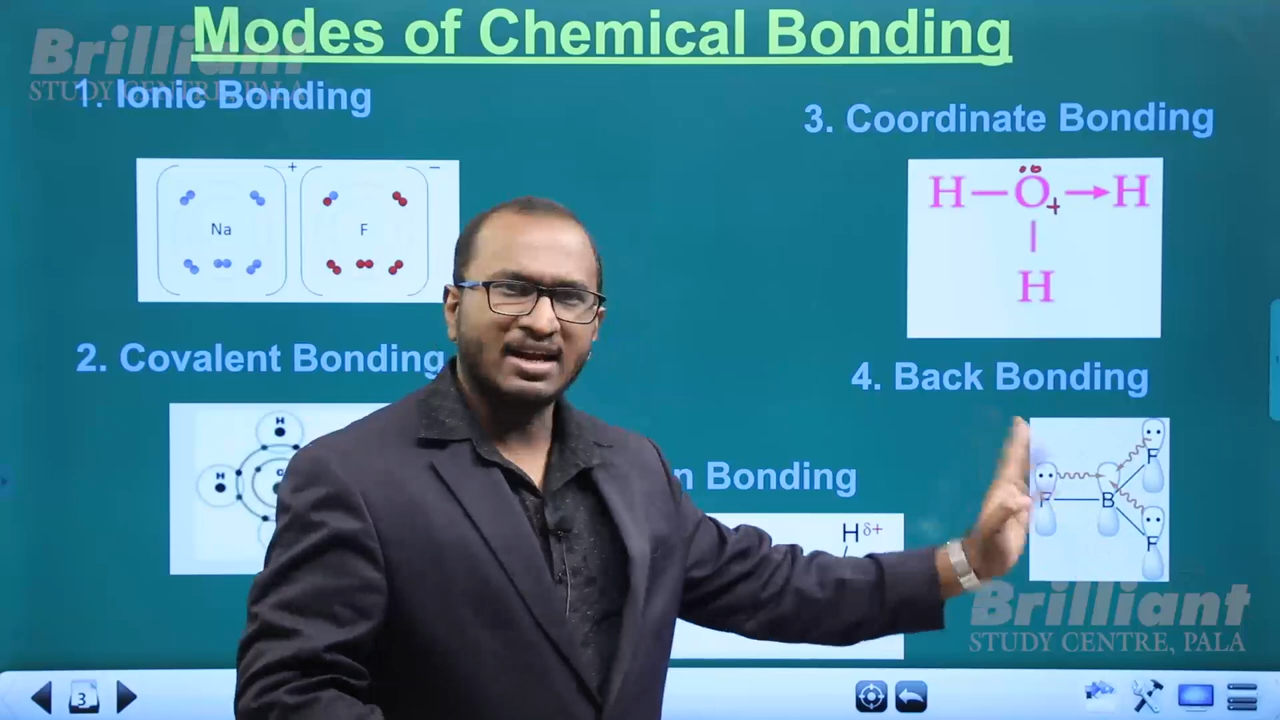 Modes of Chemical Bonding
Brilliant
STUDY CENTRE, PALA
1. Ionic Bonding
+
−
Na
F
2. Covalent Bonding
H
H
3. Coordinate Bonding
H — O + → H
H
4. Back Bonding
F
F
B
F
n Bonding
H δ+
Brilliant
STUDY CENTRE, PALA
3